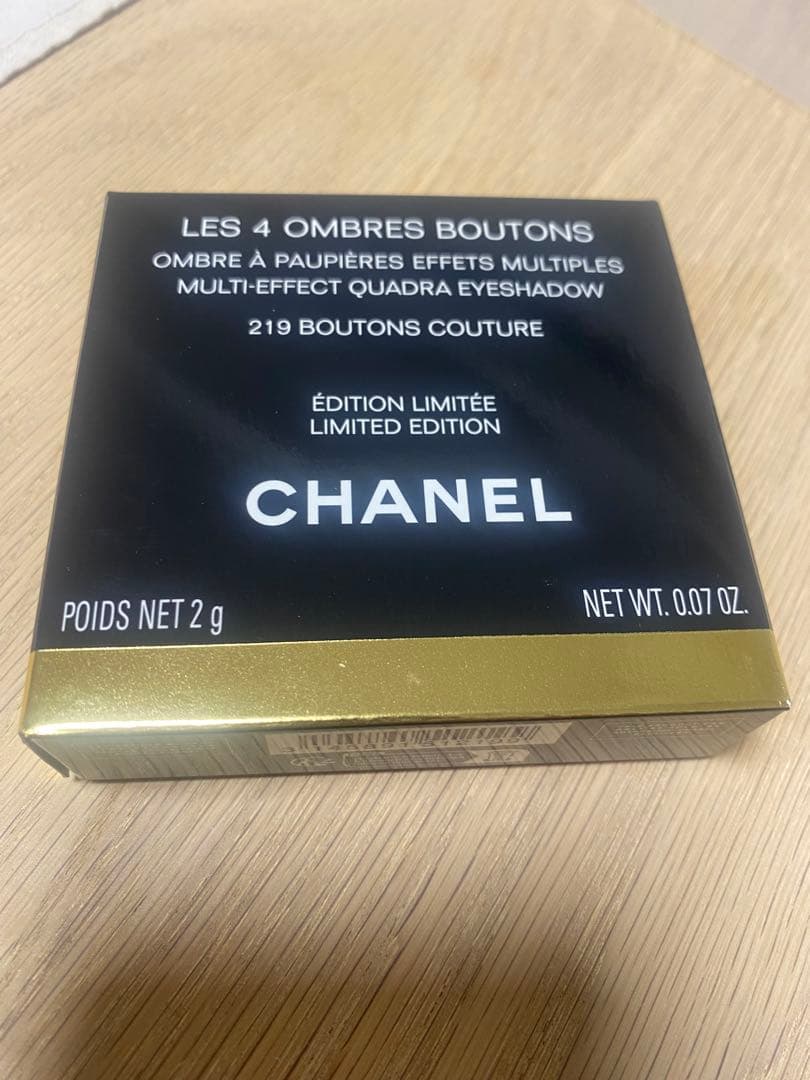 LES 4 OMBRES BOUTONS
OMBRE À PAUPIÈRES EFFETS MULTIPLES
MULTI-EFFECT QUADRA EYESHADOW
219 BOUTONS COUTURE
ÉDITION LIMITÉE
LIMITED EDITION
CHANEL
POIDS NET 2 g
NET WT. 0.07 OZ.